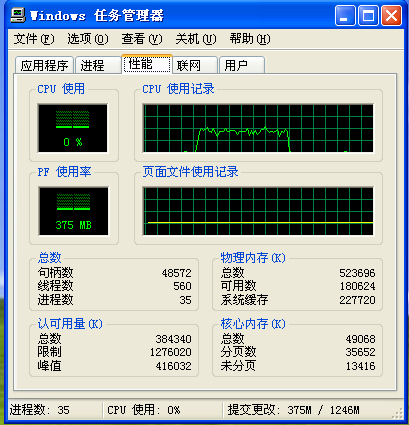 Windows 任务管理器
文件(F) 选项(O) 查看(V) 关机(U) 帮助(H)
应用程序 进程 性能 联网 用户
CPU 使用 CPU 使用记录
0 %
PF 使用率 页面文件使用记录
375 MB
总数 物理内存(K)
句柄数 48572 总数 523696
线程数 560 可用数 180624
进程数 35 系统缓存 227720
认可用量(K) 核心内存(K)
总数 384340 总数 49068
限制 1276020 分页数 35652
峰值 416032 未分页 13416
进程数: 35 CPU 使用: 0% 提交更改: 375M / 1246M